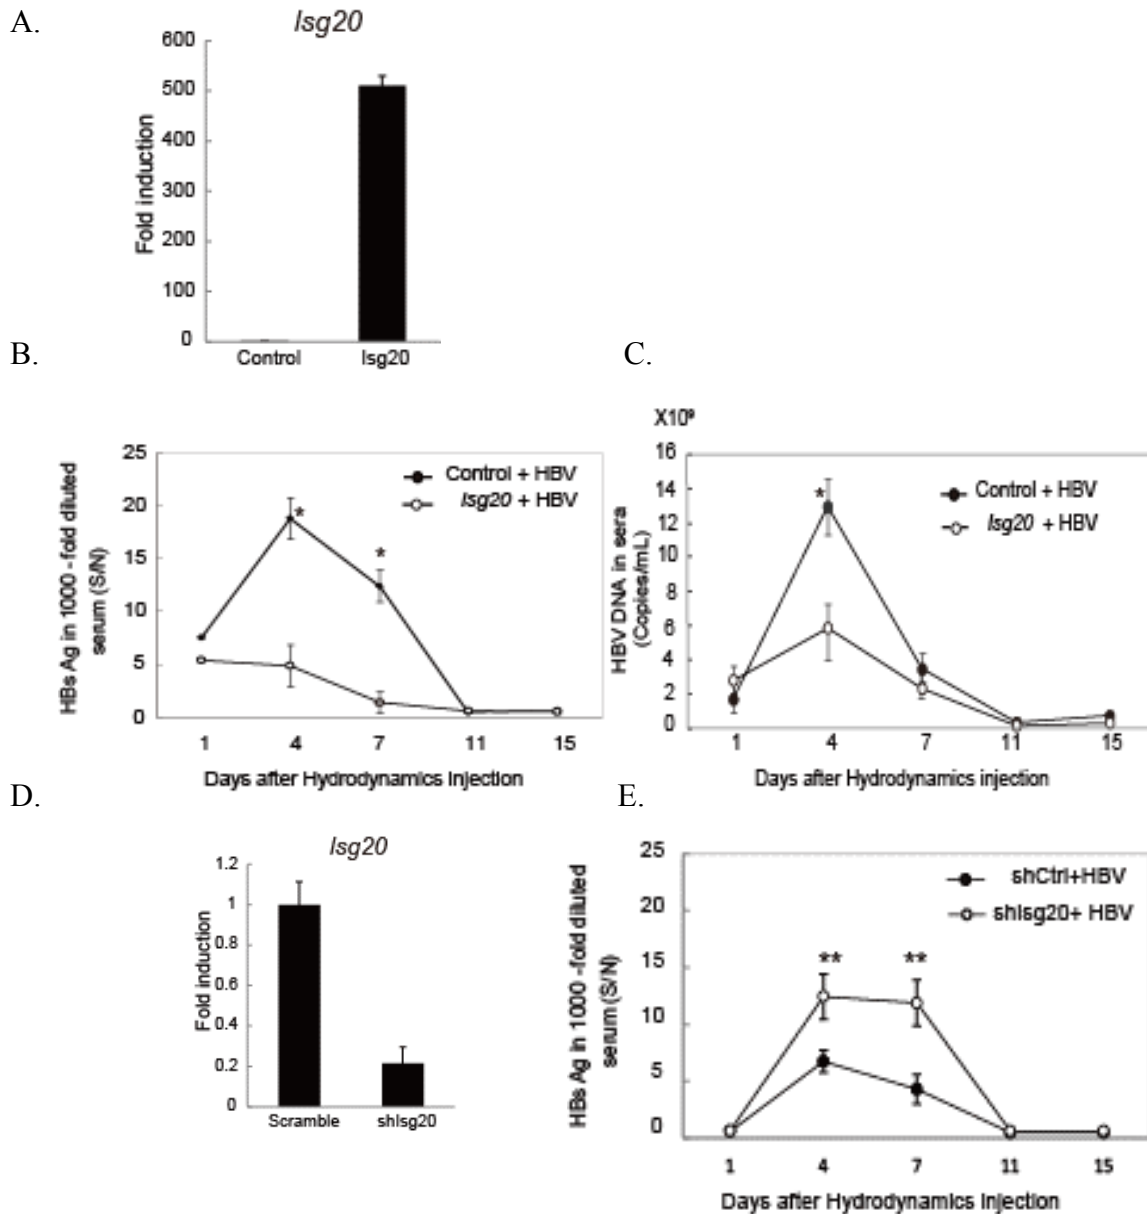 A.
Isg20
600
500
400
300
200
100
0
Fold induction
Control
Isg20
B.
25
20
15
10
5
0
HBs Ag in 1000 -fold diluted
serum (S/N)
Control + HBV
Isg20 + HBV
*
*
1 4 7 11 15
Days after Hydrodynamics Injection
C.
X10⁹
16
14
12
10
8
6
4
2
0
HBV DNA in sera
(Copies/mL)
Control + HBV
Isg20 + HBV
*
1 4 7 11 15
Days after Hydrodynamics injection
D.
Isg20
1.2
1
0.8
0.6
0.4
0.2
0
Fold induction
Scramble
shIsg20
E.
25
20
15
10
5
0
HBs Ag in 1000 -fold diluted
serum (S/N)
shCtrl+HBV
shIsg20+ HBV
**
**
1 4 7 11 15
Days after Hydrodynamics Injection